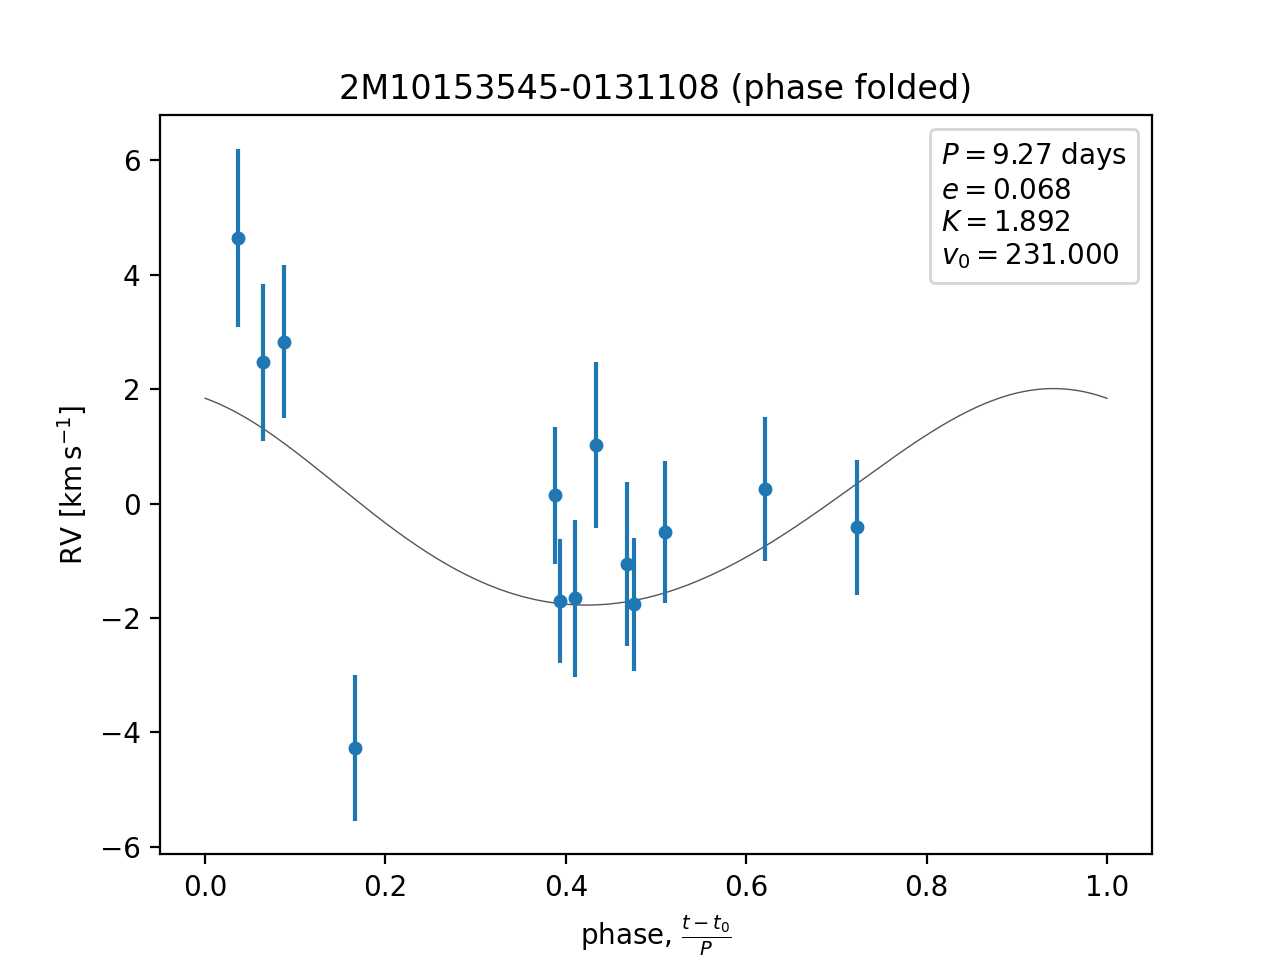 2M10153545-0131108 (phase folded)
P = 9.27 days
e = 0.068
K = 1.892
v₀ = 231.000
RV [km s⁻¹]
6
4
2
0
−2
−4
−6
0.0 0.2 0.4 0.6 0.8 1.0
phase, (t − t₀)/P